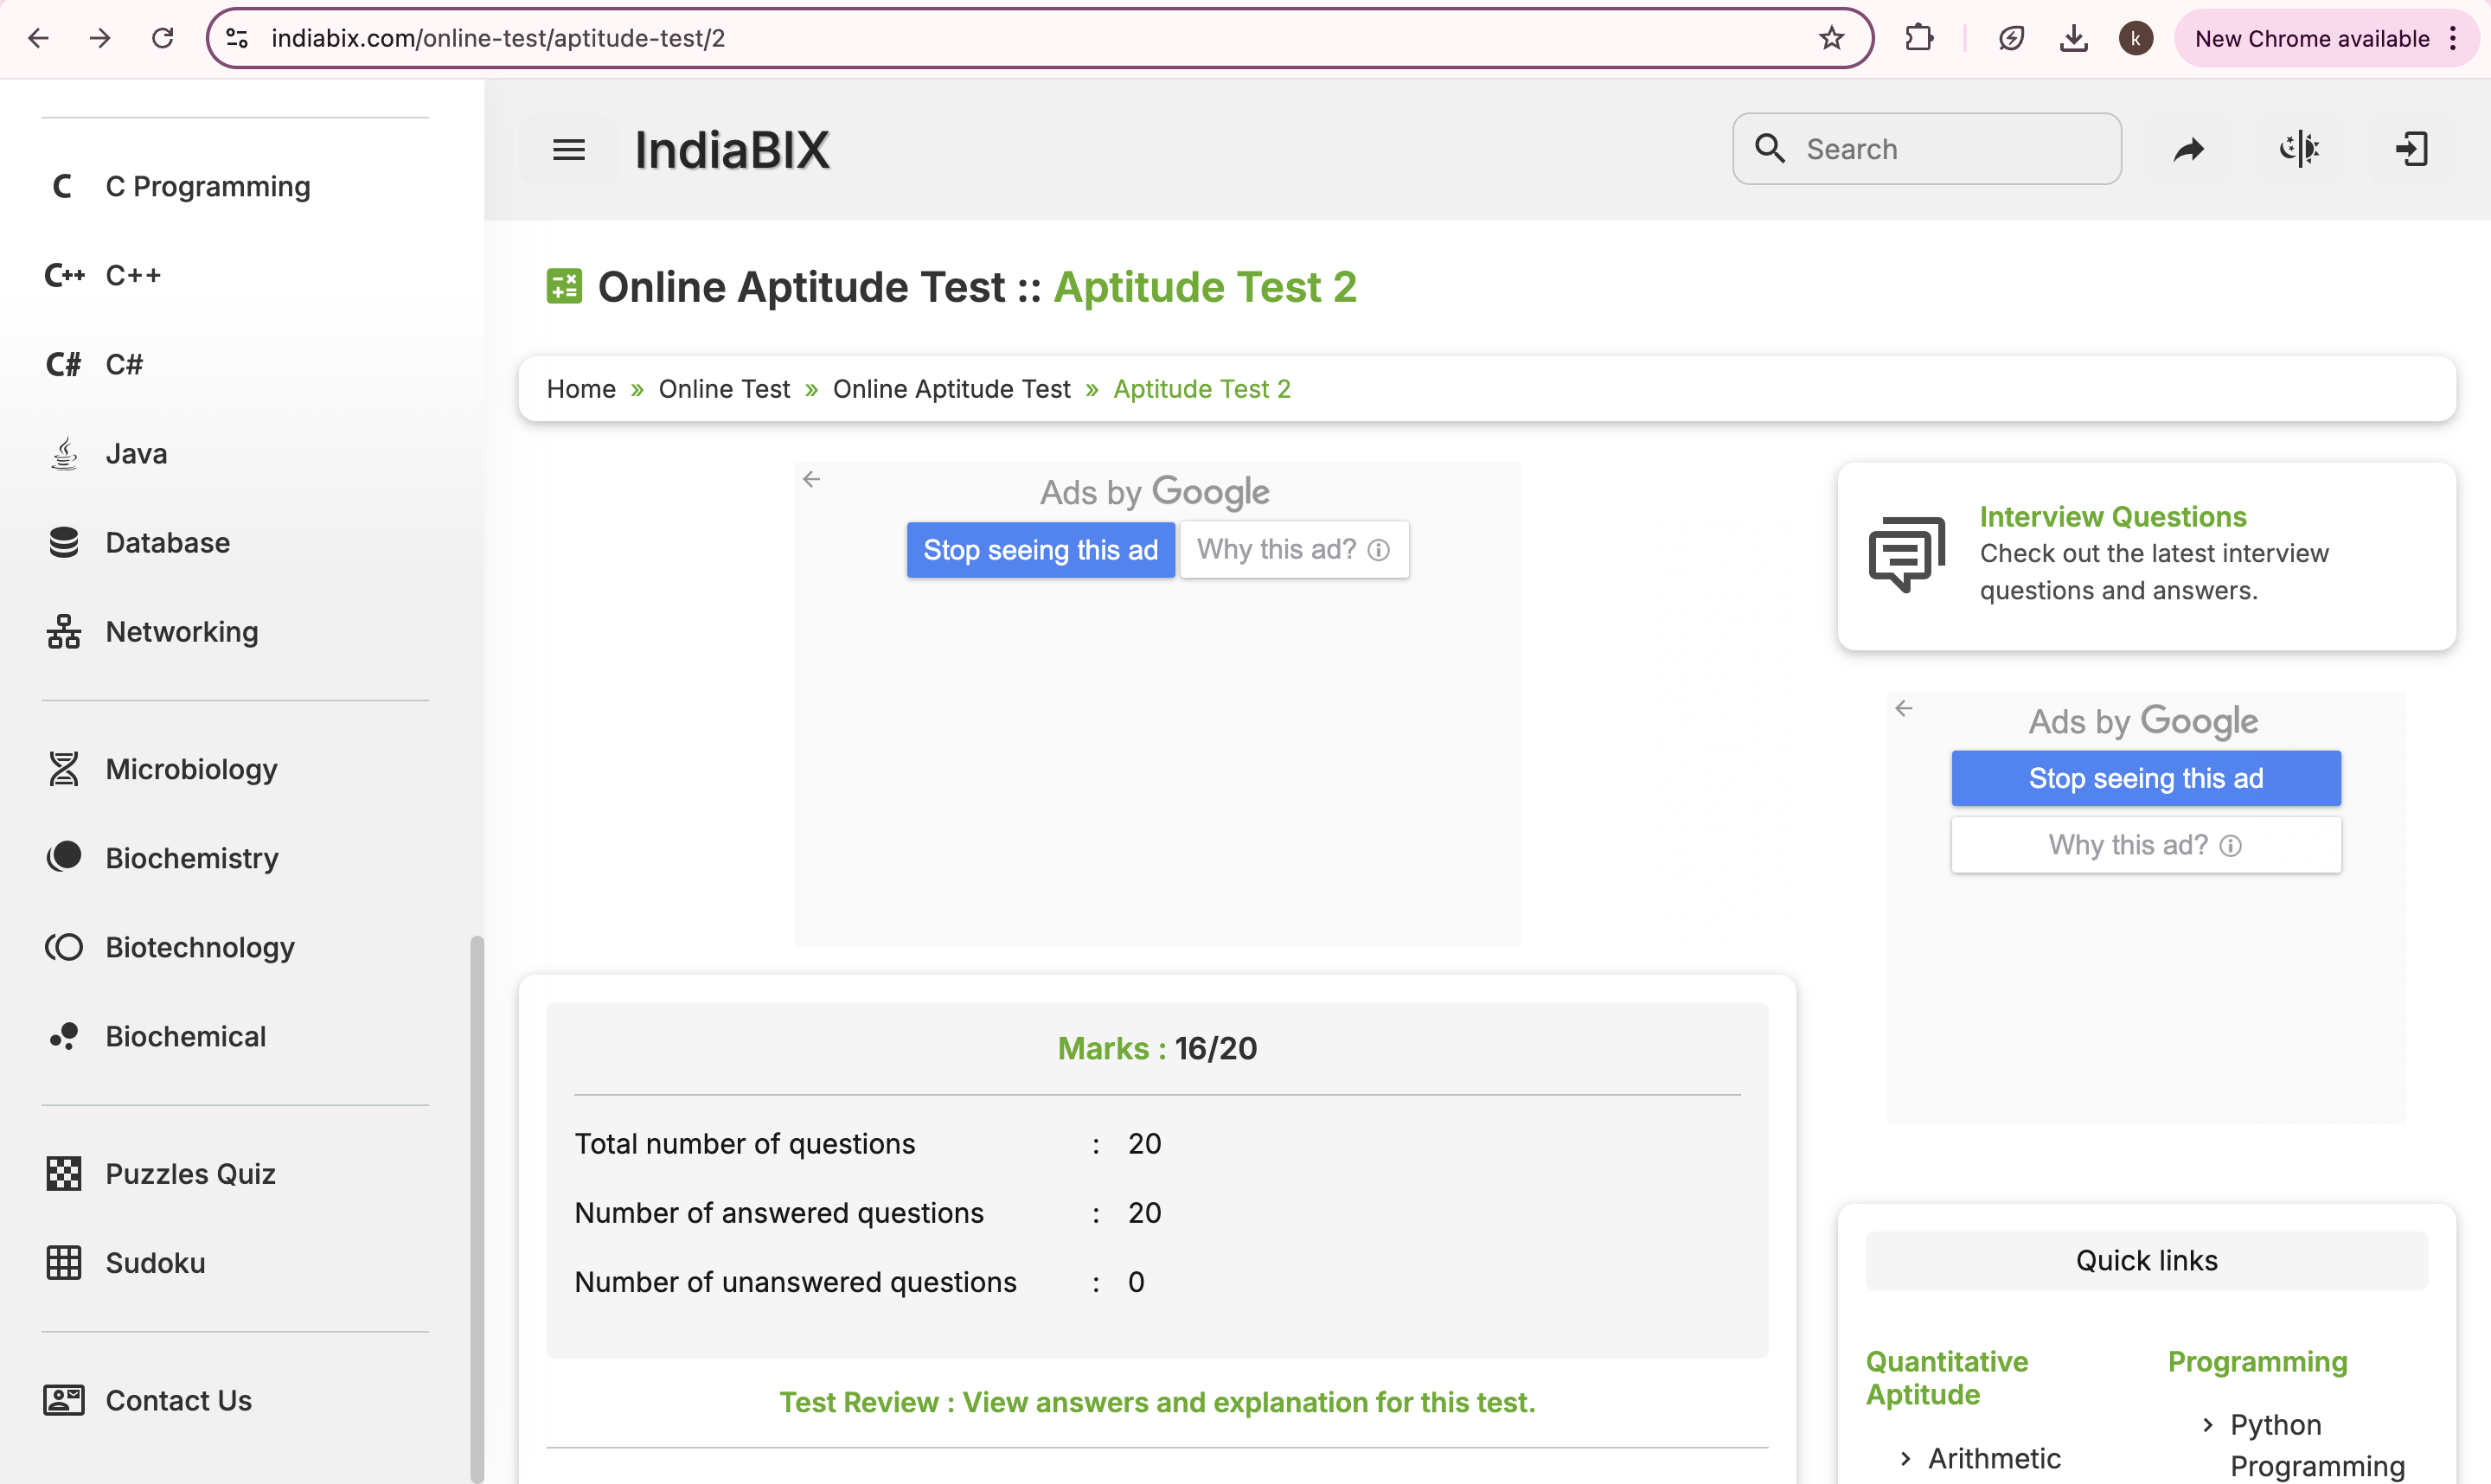 indiabix.com/online-test/aptitude-test/2
k
New Chrome available
C
C Programming
C++
C++
C#
C#
Java
Database
Networking
Microbiology
Biochemistry
Biotechnology
Biochemical
Puzzles Quiz
Sudoku
Contact Us
IndiaBIX
Search
Online Aptitude Test :: Aptitude Test 2
Home » Online Test » Online Aptitude Test » Aptitude Test 2
Ads by Google
Stop seeing this ad
Why this ad?
Interview Questions
Check out the latest interview
questions and answers.
Ads by Google
Stop seeing this ad
Why this ad?
Marks : 16/20
Total number of questions : 20
Number of answered questions : 20
Number of unanswered questions : 0
Test Review : View answers and explanation for this test.
Quick links
Quantitative
Aptitude
› Arithmetic
Programming
› Python
Programming